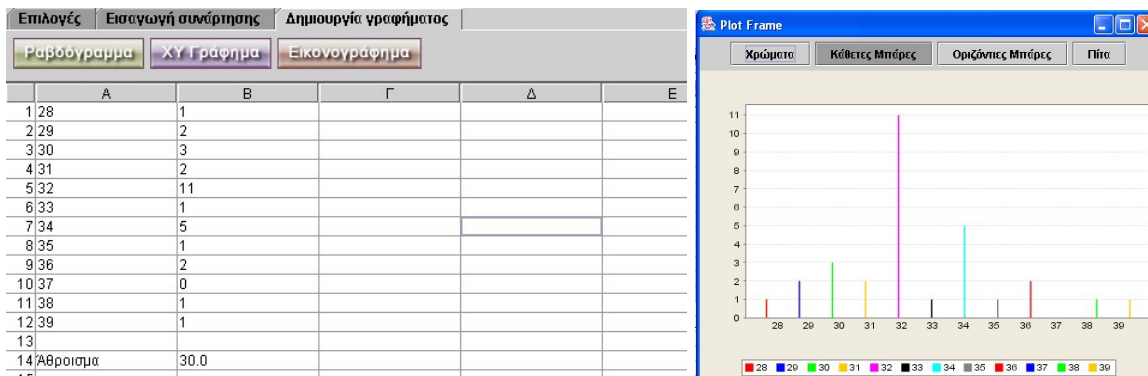 Επιλογές Εισαγωγή συνάρτησης Δημιουργία γραφήματος
Ραβδόγραμμα XY Γράφημα Εικονογράφημα
A B Γ Δ E
1 28 1
2 29 2
3 30 3
4 31 2
5 32 11
6 33 1
7 34 5
8 35 1
9 36 2
10 37 0
11 38 1
12 39 1
13
14 Άθροισμα 30.0
Plot Frame
Χρώματα Κάθετες Μπάρες Οριζόντιες Μπάρες Πίτα
11
10
9
8
7
6
5
4
3
2
1
0
28 29 30 31 32 33 34 35 36 37 38 39
28 29 30 31 32 33 34 35 36 37 38 39